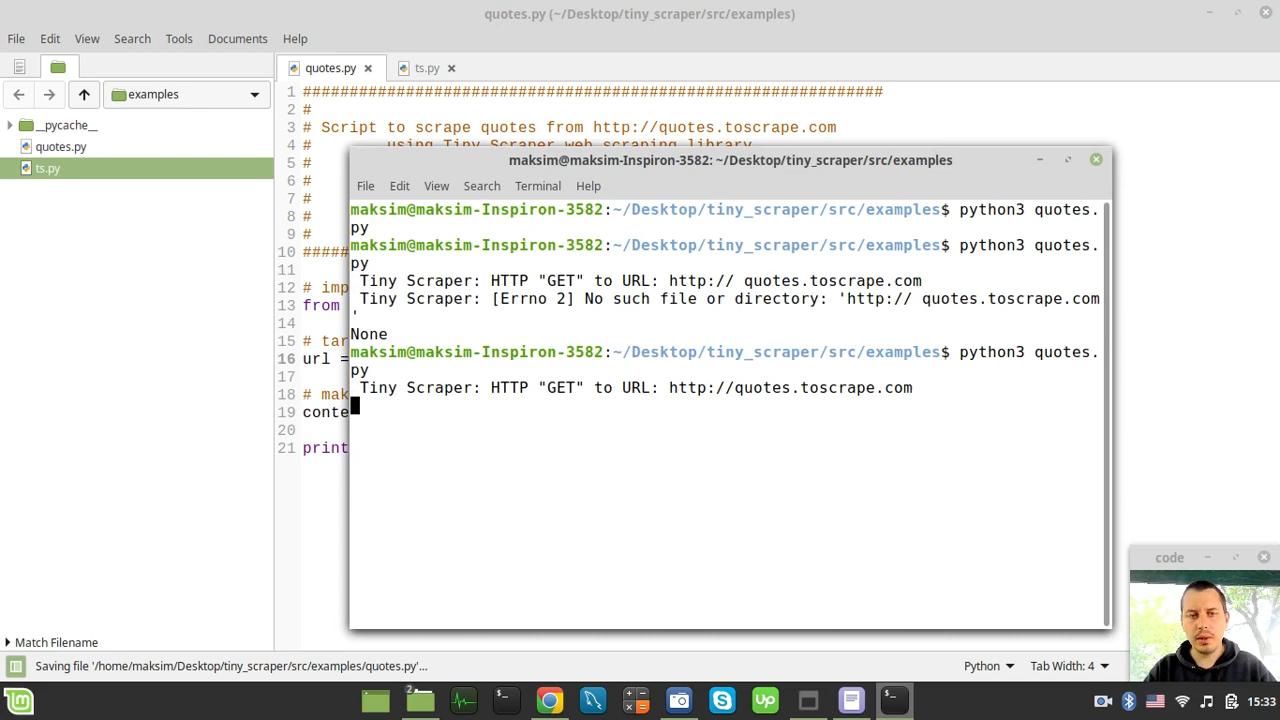 quotes.py (~/Desktop/tiny_scraper/src/examples)
File Edit View Search Tools Documents Help
quotes.py
ts.py
examples
__pycache__
quotes.py
ts.py
1 ##############################################################
2 #
3 # Script to scrape quotes from http://quotes.toscrape.com
4 # using Tiny Scraper web scraping library
5 #
6 #
7 #
8 #
9 #
10 #####
11
12 # imp
13 from
14
15 # tar
16 url =
17
18 # mak
19 conte
20
21 print
maksim@maksim-Inspiron-3582: ~/Desktop/tiny_scraper/src/examples
File Edit View Search Terminal Help
maksim@maksim-Inspiron-3582:~/Desktop/tiny_scraper/src/examples$ python3 quotes.
py
maksim@maksim-Inspiron-3582:~/Desktop/tiny_scraper/src/examples$ python3 quotes.
py
Tiny Scraper: HTTP "GET" to URL: http:// quotes.toscrape.com
Tiny Scraper: [Errno 2] No such file or directory: 'http:// quotes.toscrape.com
'
None
maksim@maksim-Inspiron-3582:~/Desktop/tiny_scraper/src/examples$ python3 quotes.
py
Tiny Scraper: HTTP "GET" to URL: http://quotes.toscrape.com
code
Match Filename
Saving file '/home/maksim/Desktop/tiny_scraper/src/examples/quotes.py'...
Python
Tab Width: 4
2
$_
Up
$_
15:33